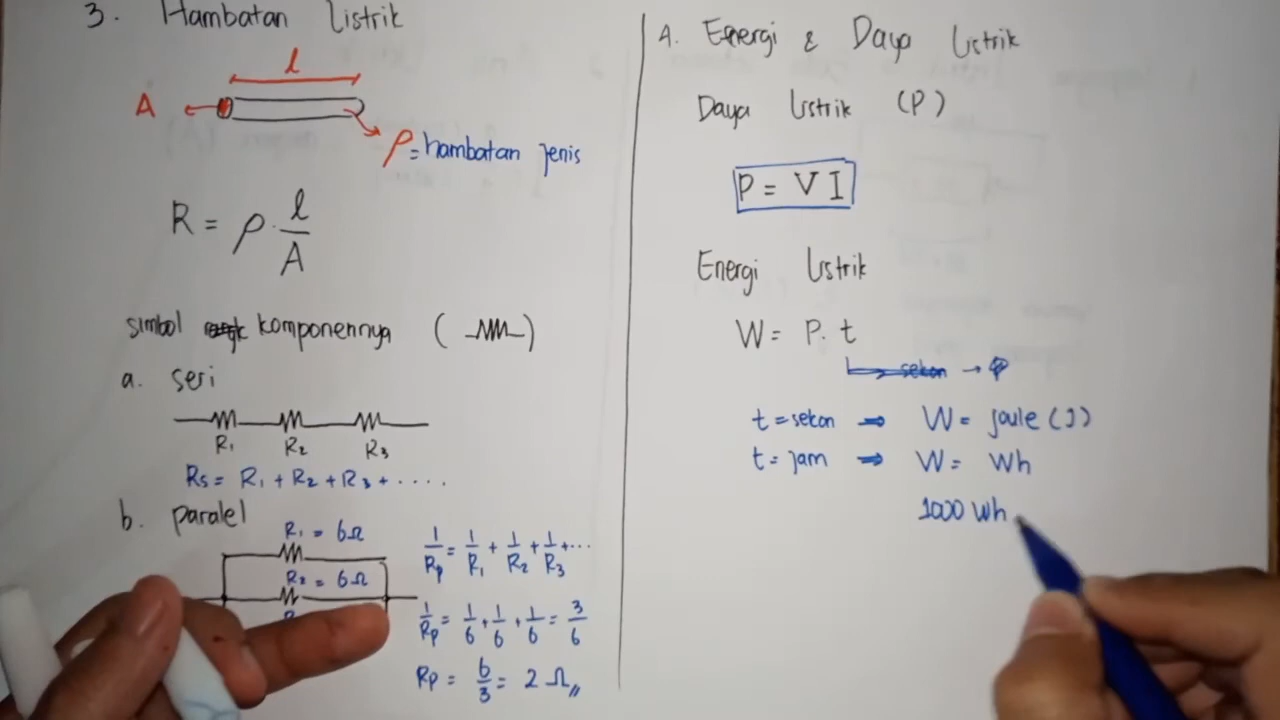 3. Hambatan listrik
l
A
ρ = hambatan jenis
R = ρ · l/A
simbol komponennya ( )
a. seri
R₁ R₂ R₃
Rs = R₁ + R₂ + R₃ + ....
b. paralel
R₁ = 6Ω
R₂ = 6Ω
1/Rp = 1/R₁ + 1/R₂ + 1/R₃ + ...
1/Rp = 1/6 + 1/6 + 1/6 = 3/6
Rp = 6/3 = 2 Ω //
4. Energi & Daya listrik
Daya listrik (P)
P = V I
Energi listrik
W = P. t
sekon →
t = sekon ⇒ W = joule (J)
t = jam ⇒ W = Wh
1000 Wh